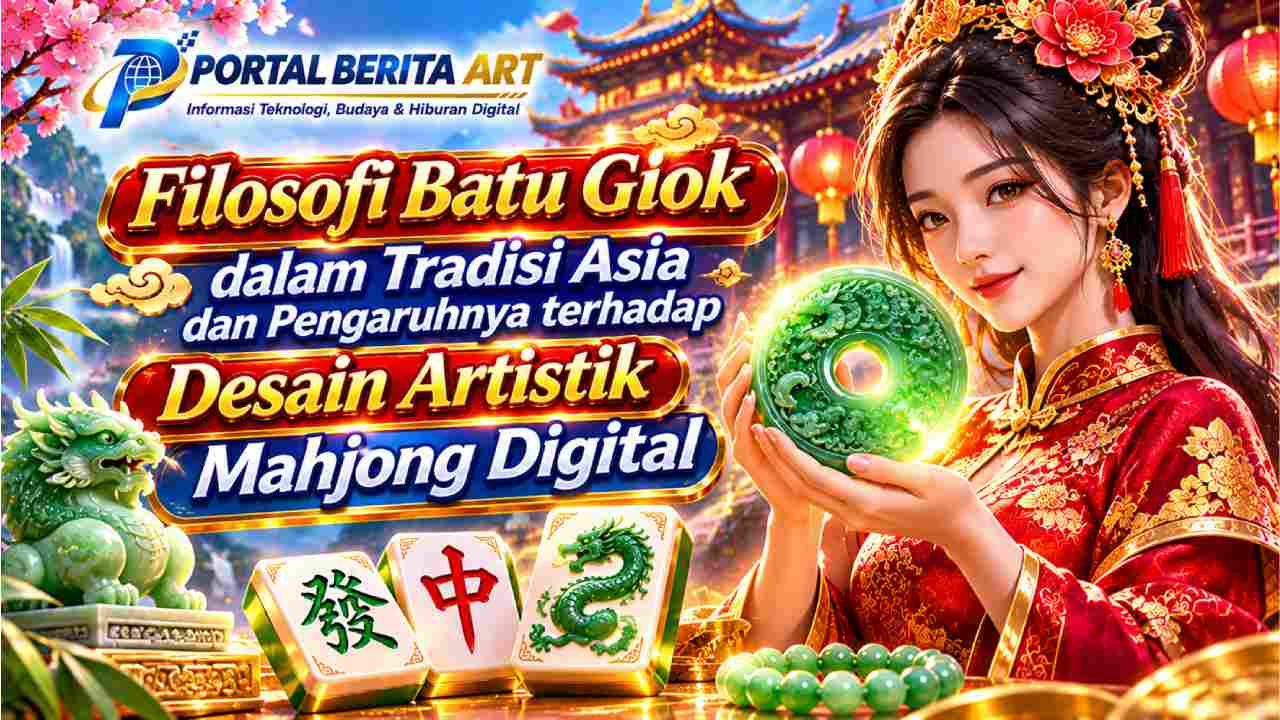 PORTAL BERITA ART
Informasi Teknologi, Budaya & Hiburan Digital
Filosofi Batu Giok
dalam Tradisi Asia
dan Pengaruhnya terhadap
Desain Artistik
Mahjong Digital
發 中